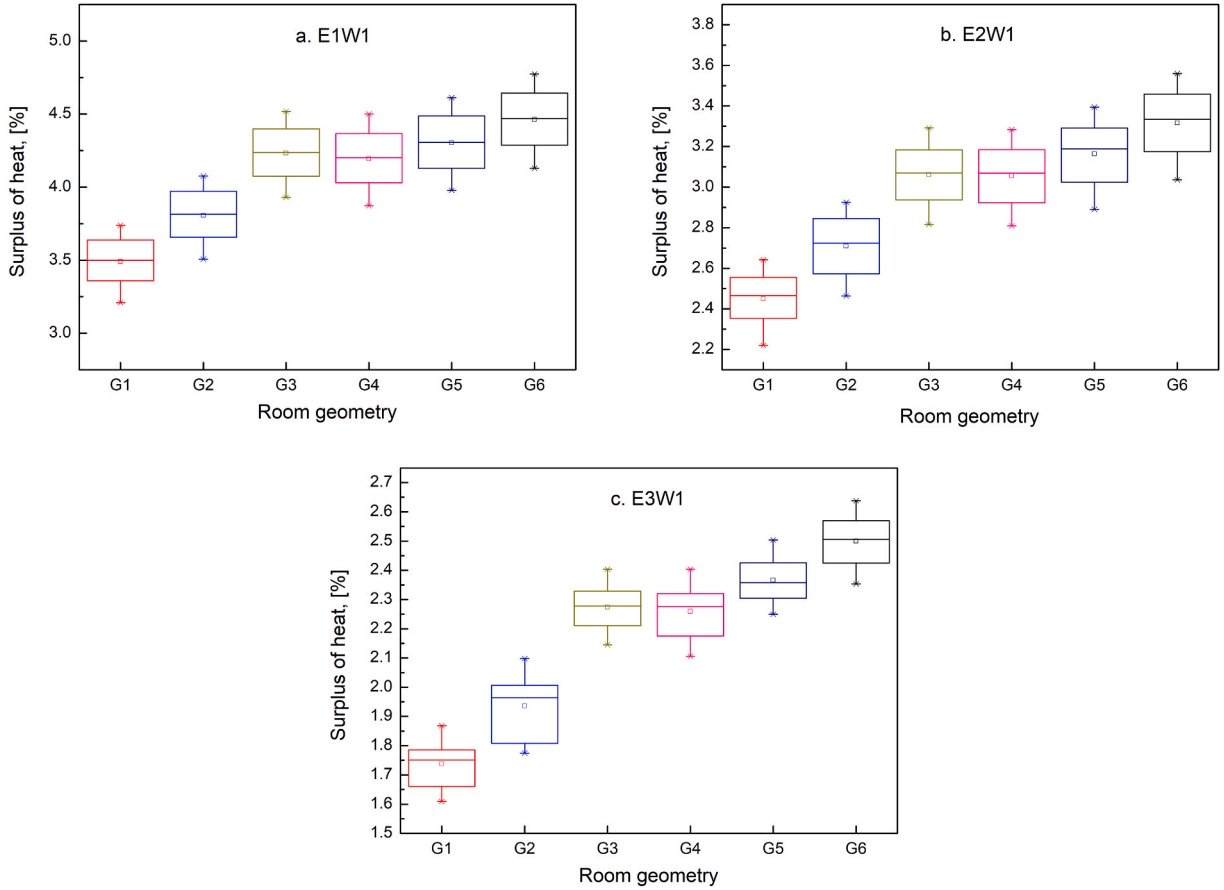 a. E1W1
Surplus of heat, [%]
5.0
4.5
4.0
3.5
3.0
G1 G2 G3 G4 G5 G6
Room geometry
b. E2W1
Surplus of heat, [%]
3.8
3.6
3.4
3.2
3.0
2.8
2.6
2.4
2.2
G1 G2 G3 G4 G5 G6
Room geometry
c. E3W1
Surplus of heat, [%]
2.7
2.6
2.5
2.4
2.3
2.2
2.1
2.0
1.9
1.8
1.7
1.6
1.5
G1 G2 G3 G4 G5 G6
Room geometry